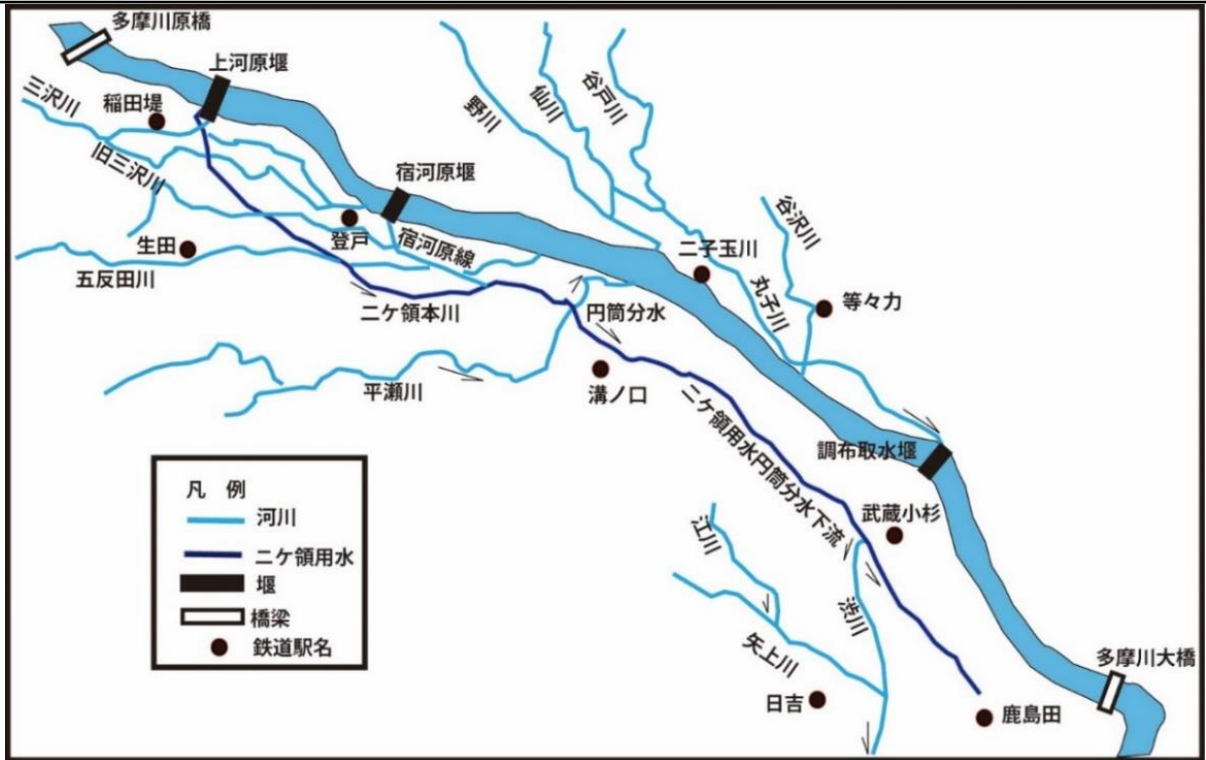 多摩川原橋
上河原堰
三沢川
稲田堤
旧三沢川
野川
仙川
谷戸川
宿河原堰
谷沢川
登戸
宿河原線
二子玉川
生田
五反田川
丸子川
等々力
二ケ領本川
円筒分水
平瀬川
溝ノ口
二ケ領用水円筒分水下流
調布取水堰
武蔵小杉
江川
渋川
矢上川
日吉
多摩川大橋
鹿島田
凡 例
河川
二ケ領用水
堰
橋梁
鉄道駅名